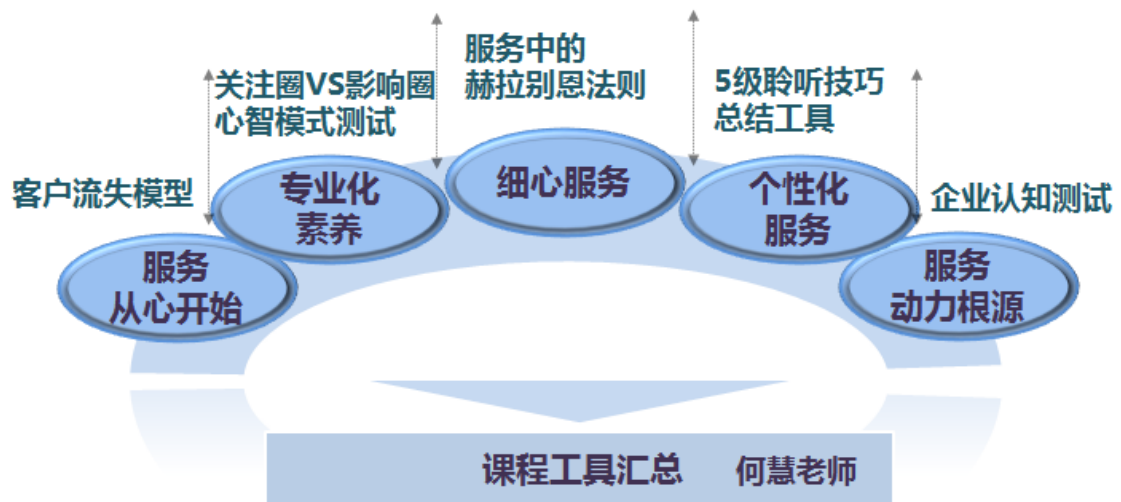 服务中的
赫拉别恩法则
关注圈VS影响圈
心智模式测试
5级聆听技巧
总结工具
客户流失模型
专业化
素养
细心服务
个性化
服务
企业认知测试
服务
从心开始
服务
动力根源
课程工具汇总 何慧老师